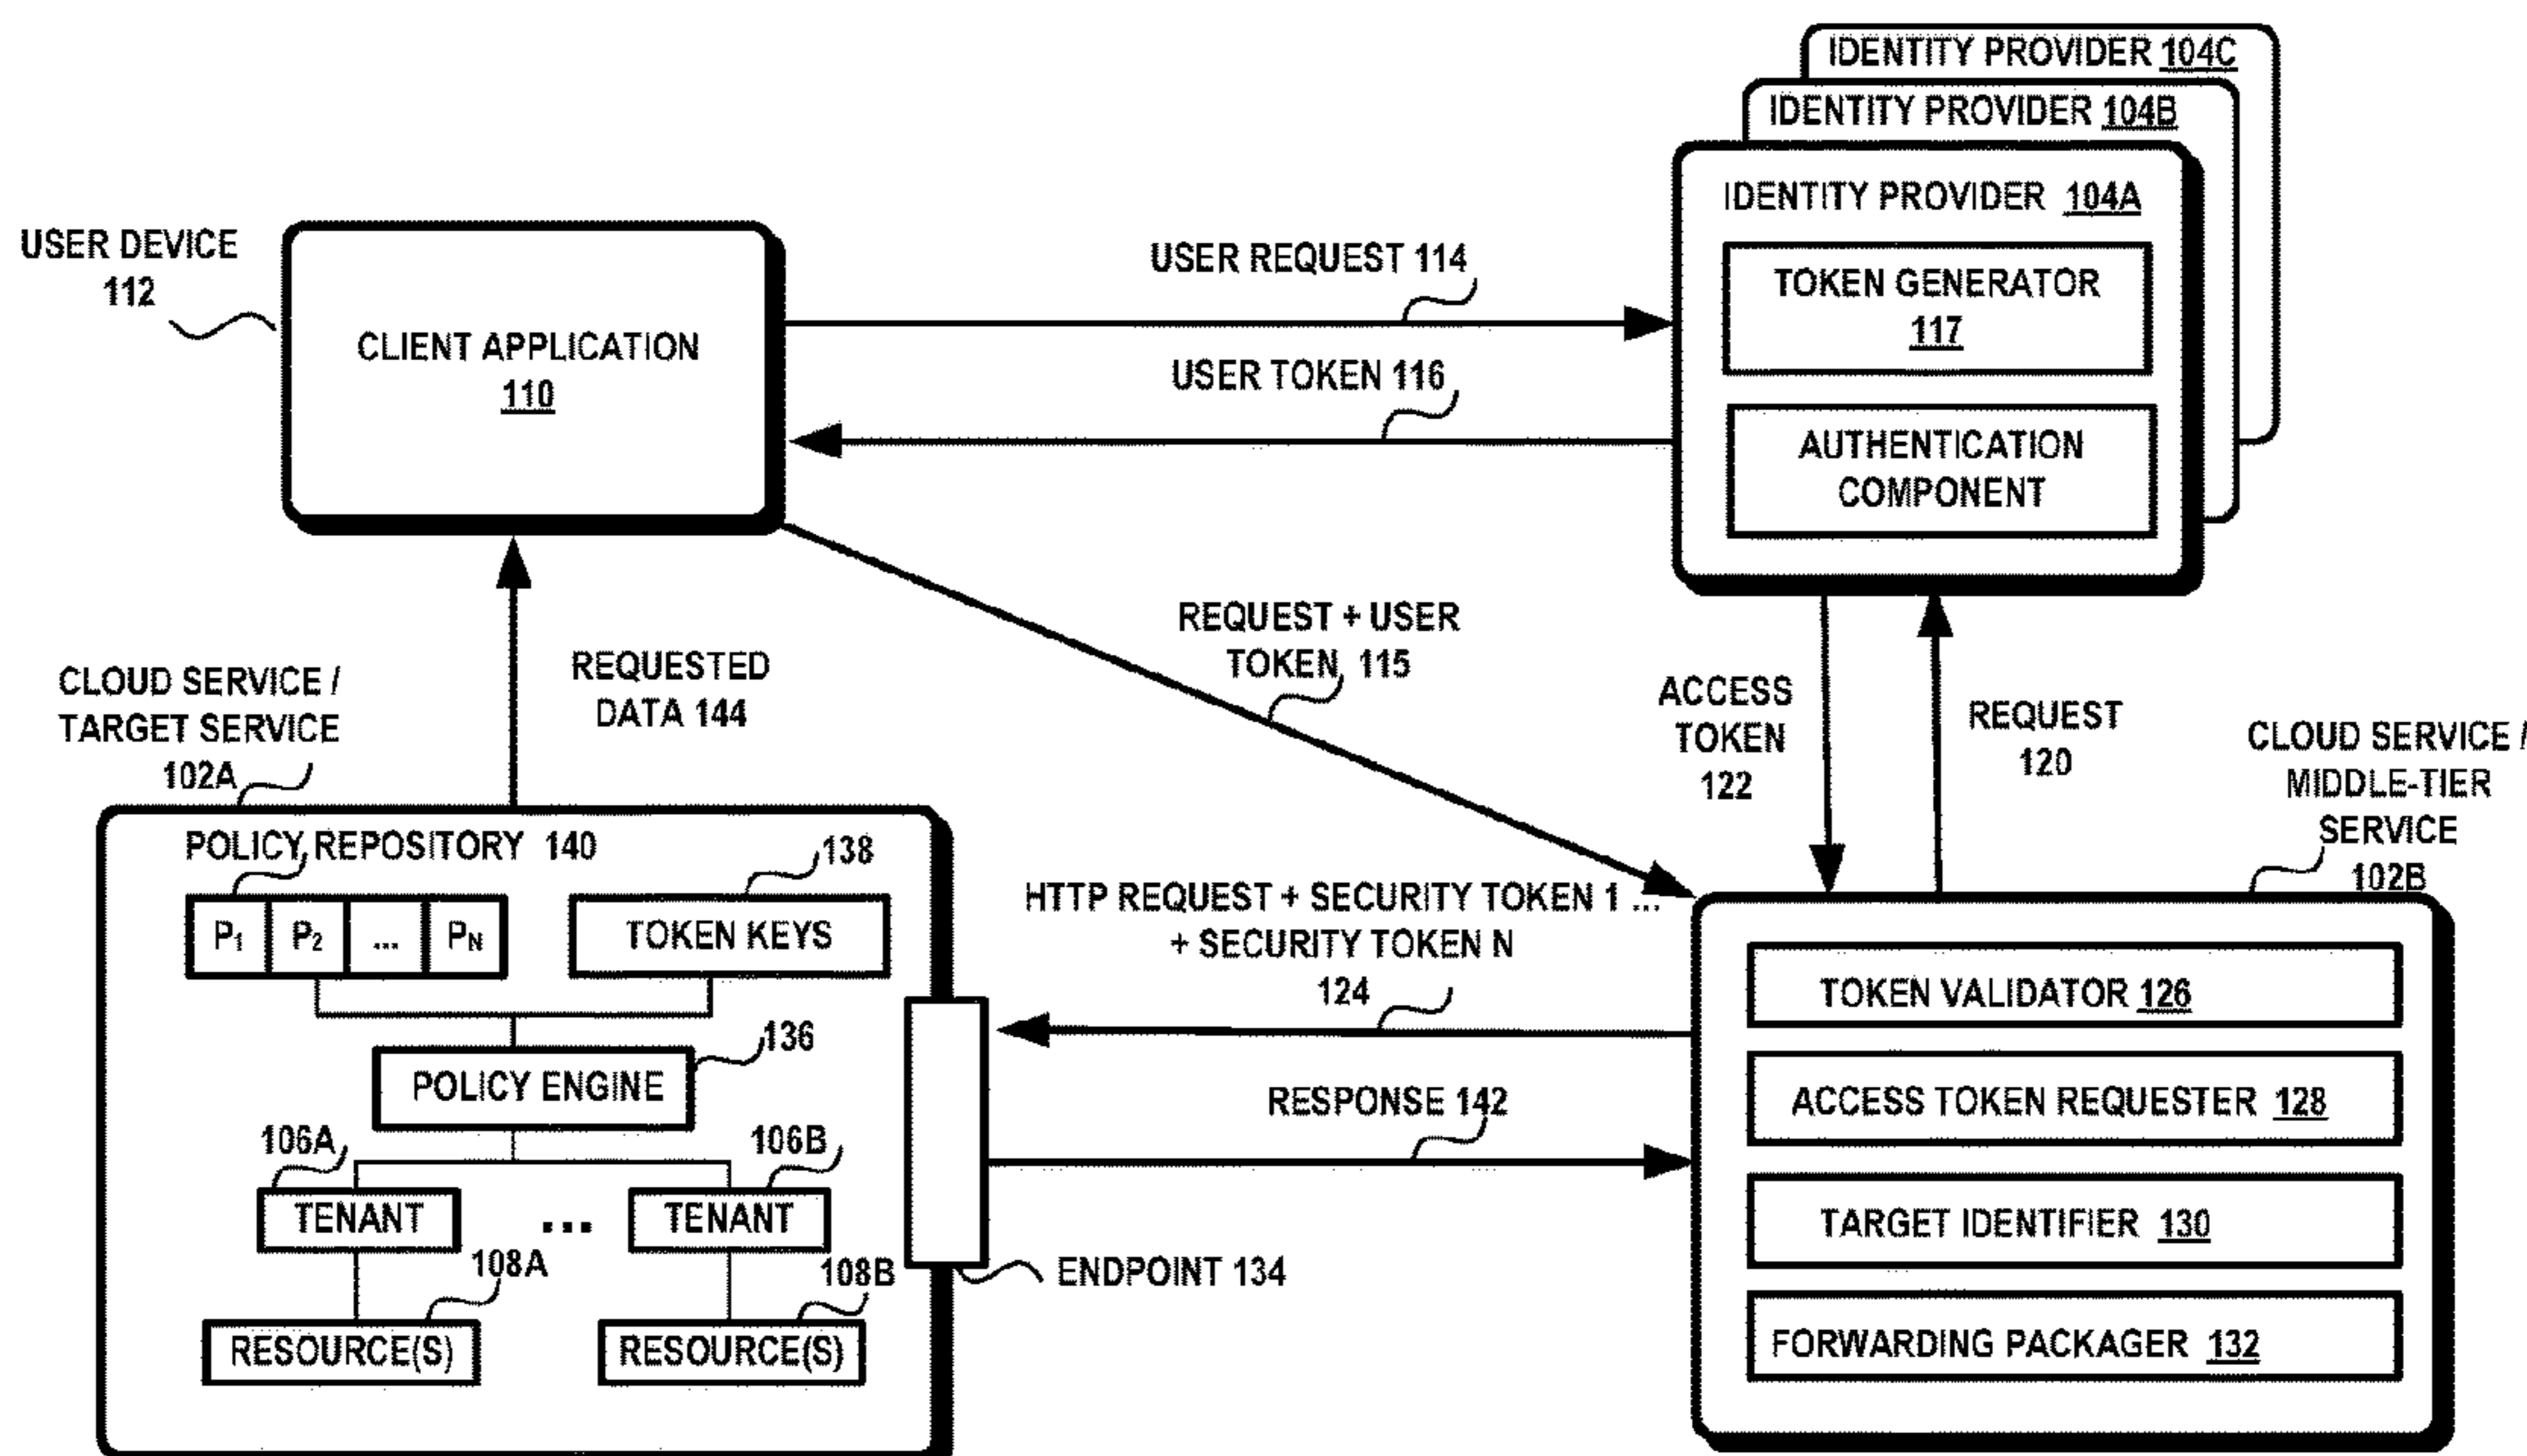 IDENTITY PROVIDER 104C
IDENTITY PROVIDER 104B
IDENTITY PROVIDER 104A
TOKEN GENERATOR
117
AUTHENTICATION
COMPONENT
USER DEVICE
112
CLIENT APPLICATION
110
USER REQUEST 114
USER TOKEN 116
REQUEST + USER
TOKEN 115
REQUESTED
DATA 144
ACCESS
TOKEN
122
REQUEST
120
CLOUD SERVICE /
TARGET SERVICE
102A
CLOUD SERVICE /
MIDDLE-TIER
SERVICE
102B
POLICY REPOSITORY 140
138
P1 P2 ... PN
TOKEN KEYS
136
POLICY ENGINE
106A
106B
TENANT ... TENANT
108A
108B
RESOURCE(S)
RESOURCE(S)
HTTP REQUEST + SECURITY TOKEN 1 ...
+ SECURITY TOKEN N
124
RESPONSE 142
ENDPOINT 134
TOKEN VALIDATOR 126
ACCESS TOKEN REQUESTER 128
TARGET IDENTIFIER 130
FORWARDING PACKAGER 132